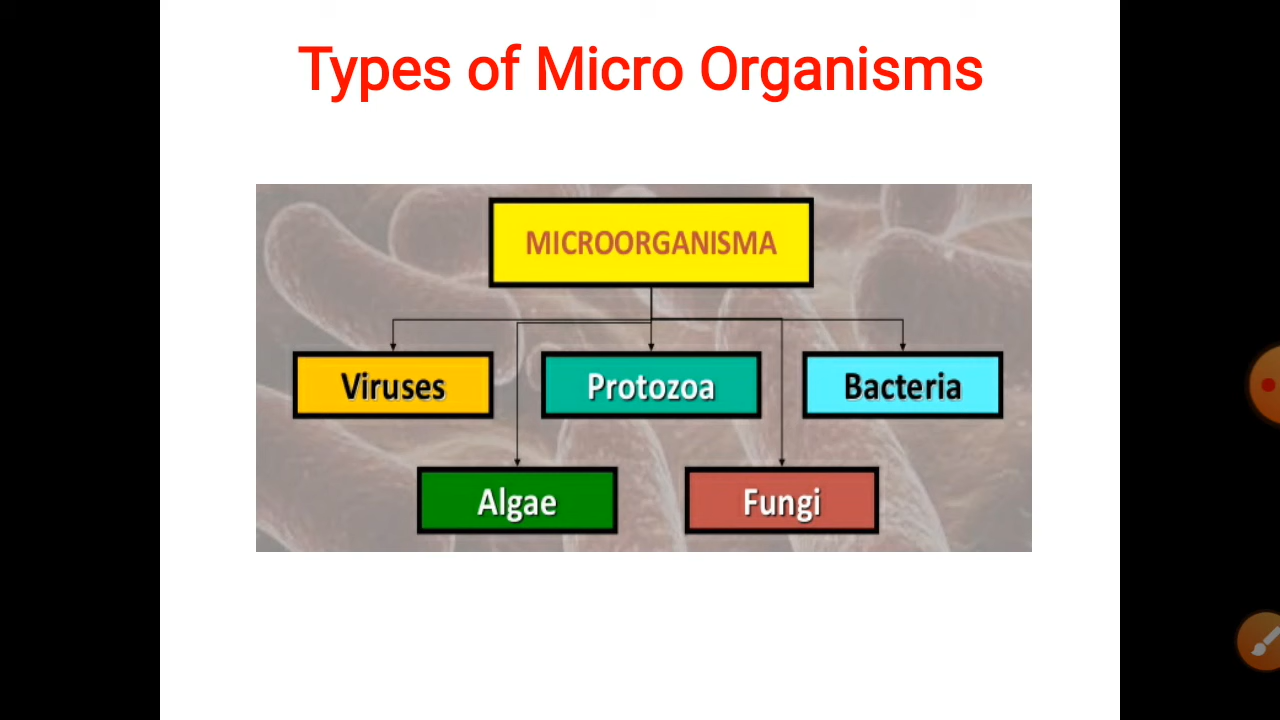 Types of Micro Organisms
MICROORGANISMA
Viruses
Protozoa
Bacteria
Algae
Fungi